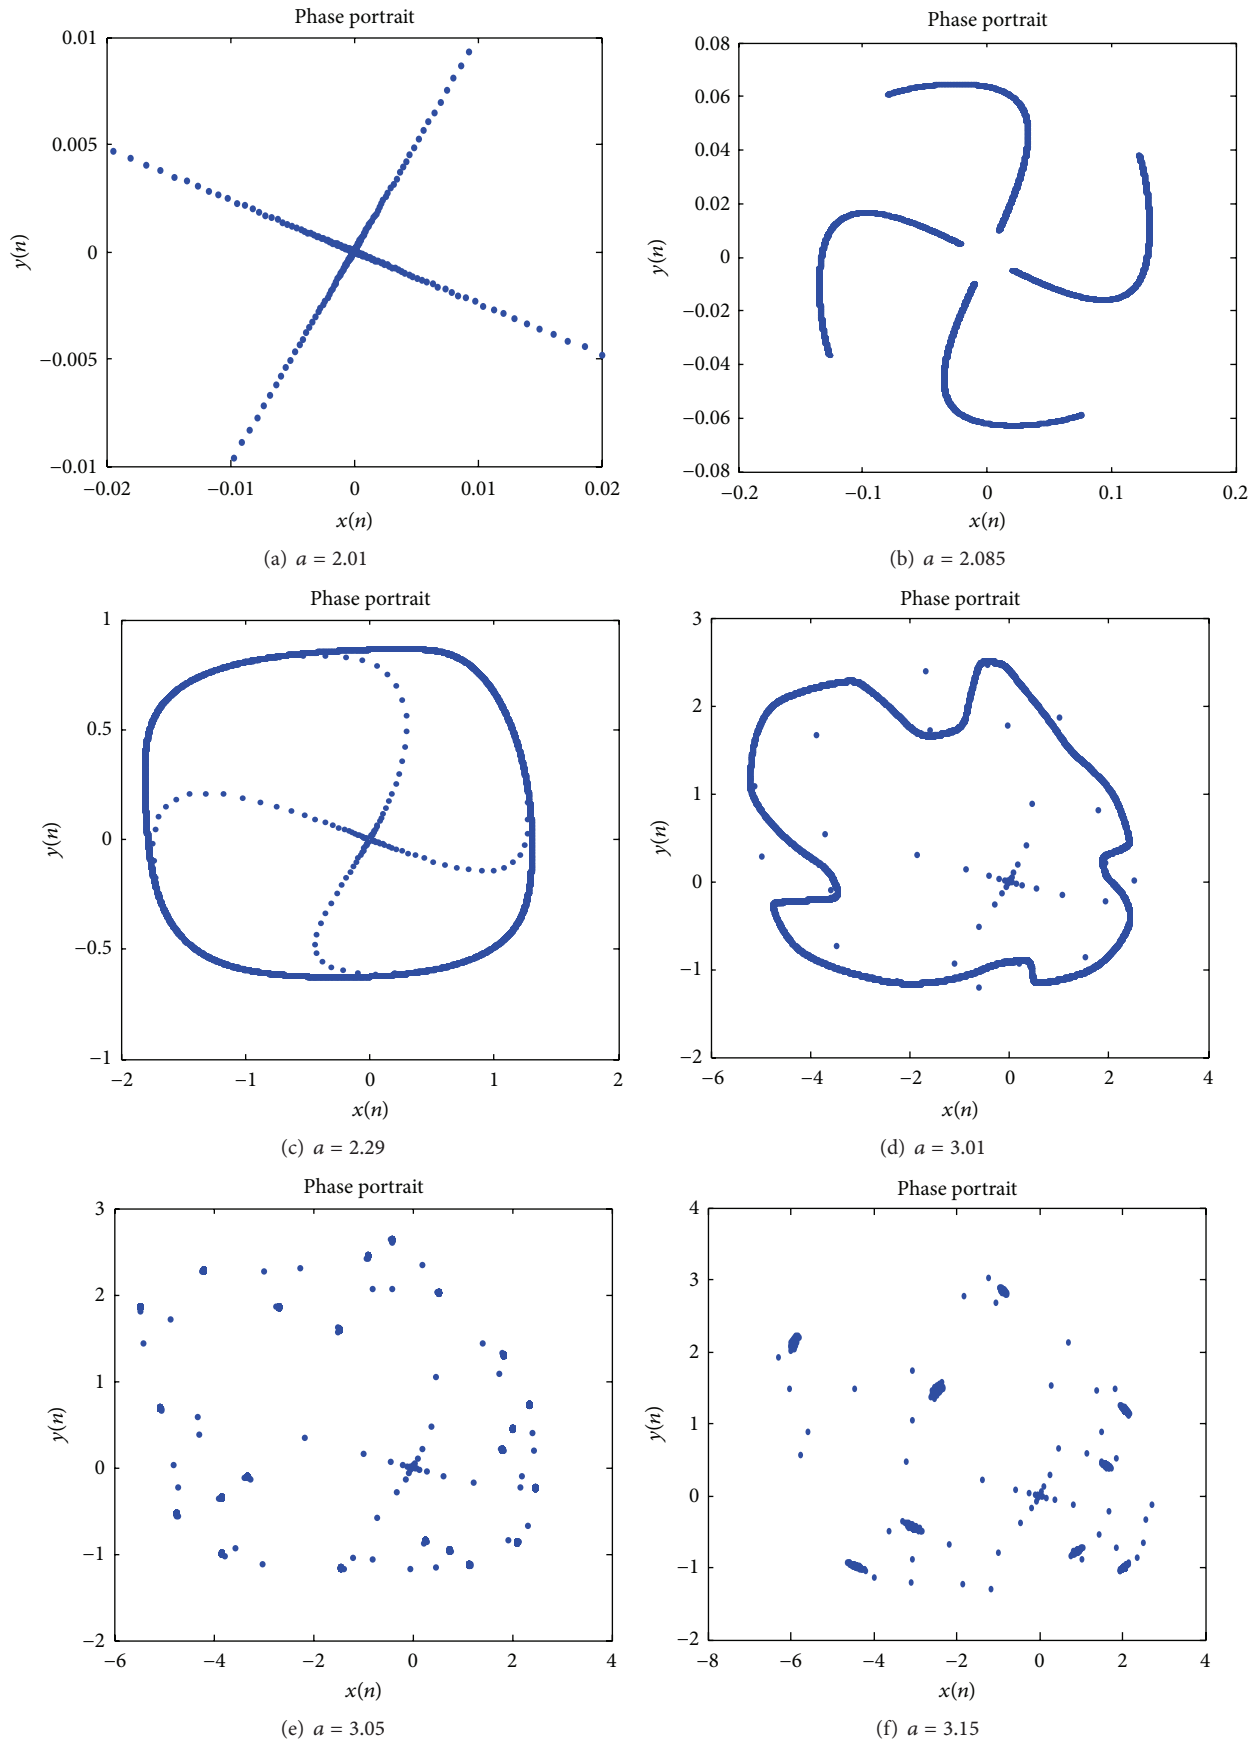 Phase portrait
0.01
0.005
0
−0.005
−0.01
−0.02 −0.01 0 0.01 0.02
y(n)
x(n)
(a) a = 2.01
Phase portrait
0.08
0.06
0.04
0.02
0
−0.02
−0.04
−0.06
−0.08
−0.2 −0.1 0 0.1 0.2
y(n)
x(n)
(b) a = 2.085
Phase portrait
1
0.5
0
−0.5
−1
−2 −1 0 1 2
y(n)
x(n)
(c) a = 2.29
Phase portrait
3
2
1
0
−1
−2
−6 −4 −2 0 2 4
y(n)
x(n)
(d) a = 3.01
Phase portrait
3
2
1
0
−1
−2
−6 −4 −2 0 2 4
y(n)
x(n)
(e) a = 3.05
Phase portrait
4
3
2
1
0
−1
−2
−8 −6 −4 −2 0 2 4
y(n)
x(n)
(f) a = 3.15